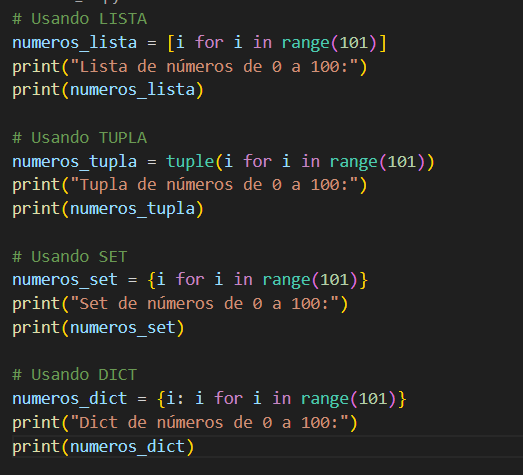 # Usando LISTA
numeros_lista = [i for i in range(101)]
print("Lista de números de 0 a 100:")
print(numeros_lista)
# Usando TUPLA
numeros_tupla = tuple(i for i in range(101))
print("Tupla de números de 0 a 100:")
print(numeros_tupla)
# Usando SET
numeros_set = {i for i in range(101)}
print("Set de números de 0 a 100:")
print(numeros_set)
# Usando DICT
numeros_dict = {i: i for i in range(101)}
print("Dict de números de 0 a 100:")
print(numeros_dict)